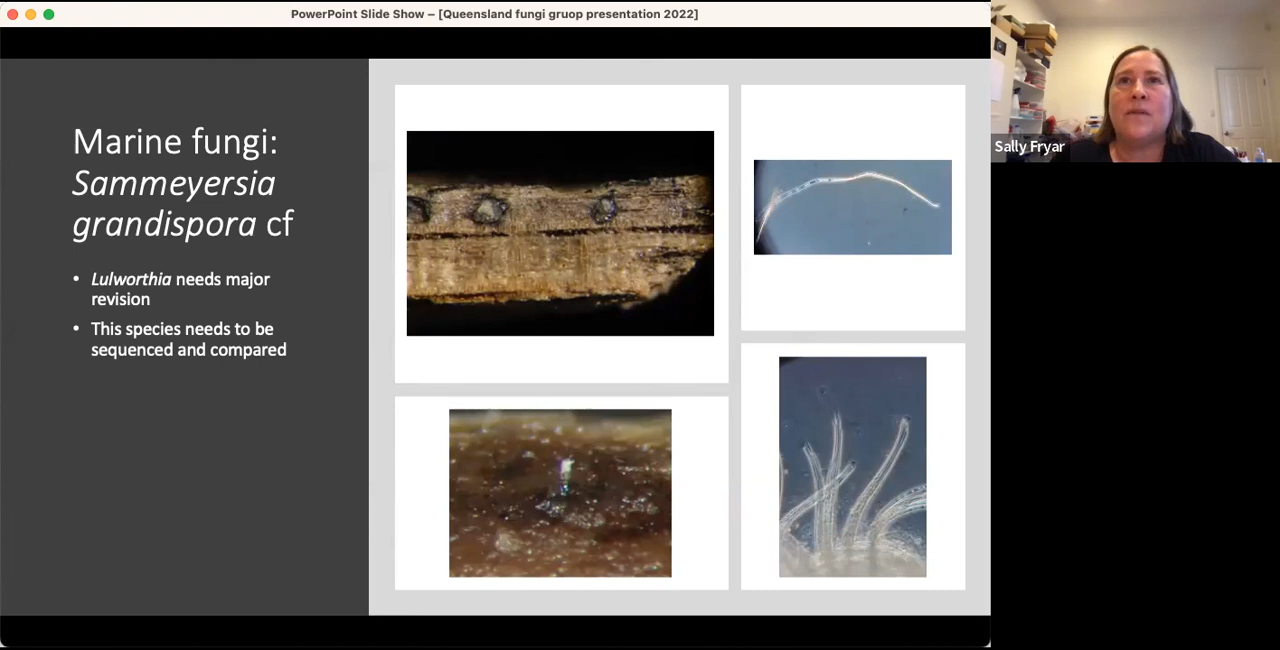 PowerPoint Slide Show – [Queensland fungi gruop presentation 2022]
Marine fungi:
Sammeyersia
grandispora cf
• Lulworthia needs major
revision
• This species needs to be
sequenced and compared
Sally Fryar